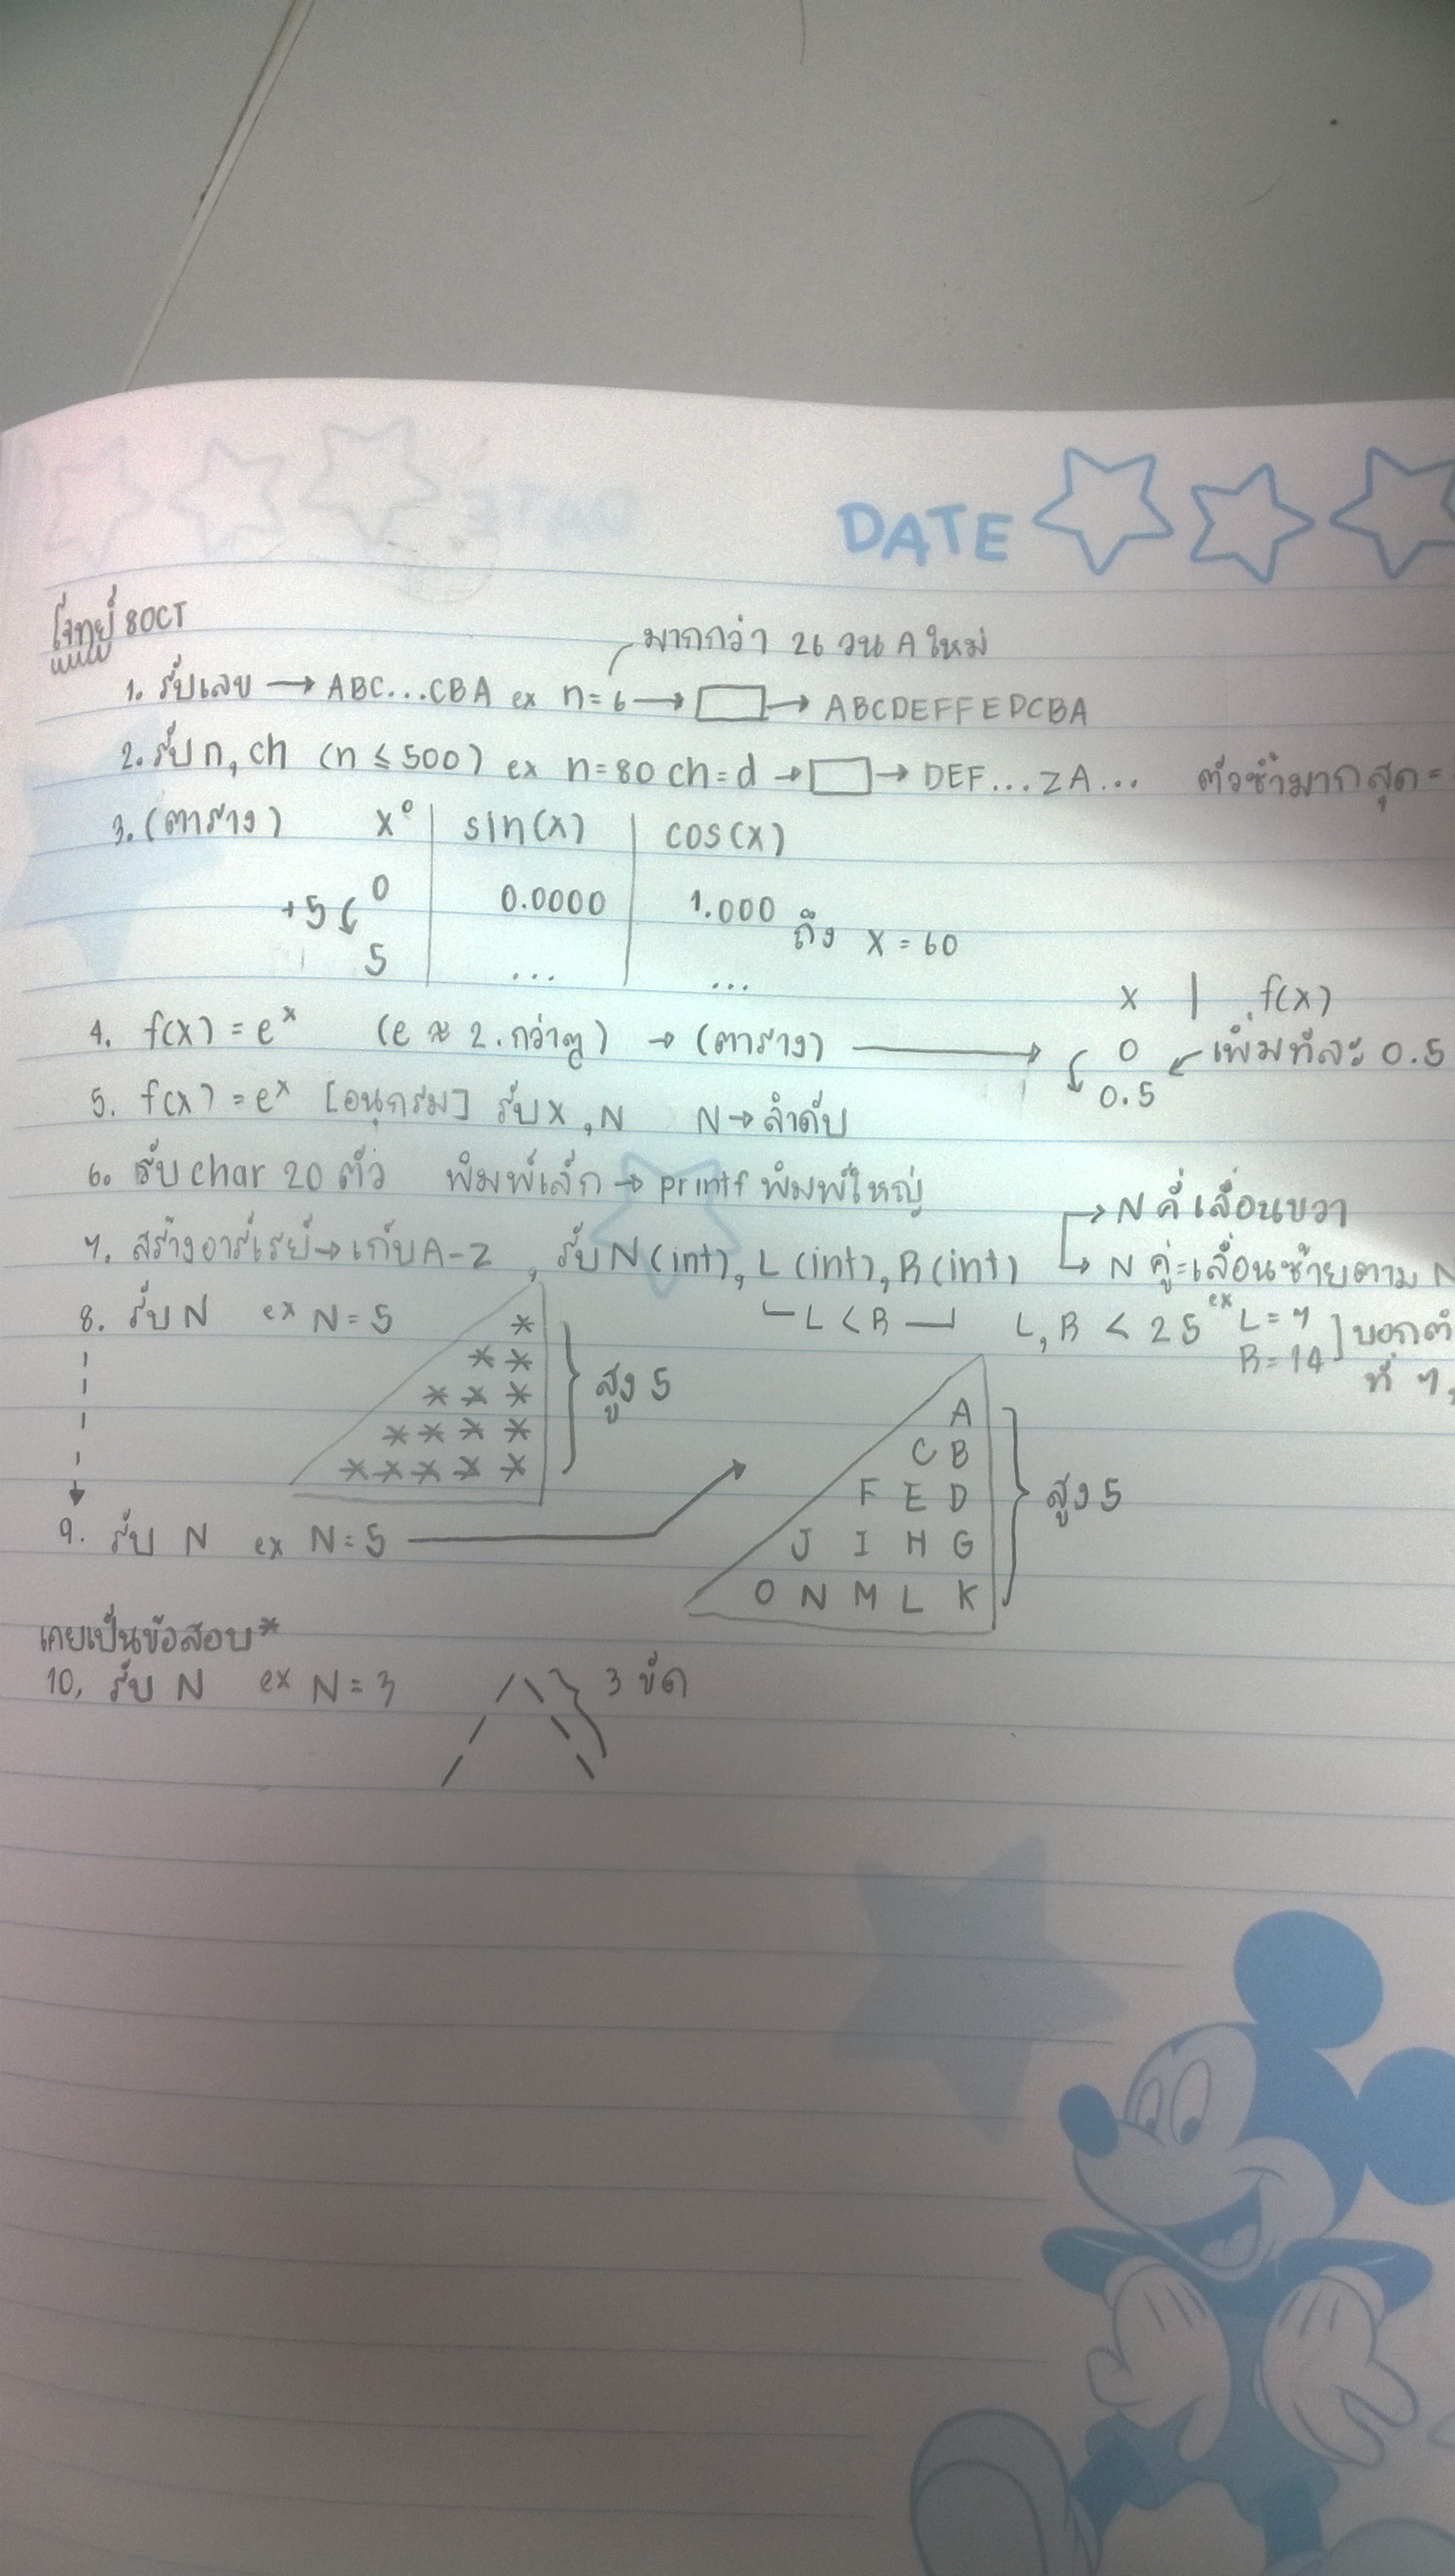 DATE
โจทย์ 8OCT
มากกว่า 26 วน A ใหม่
1. รับเลข → ABC...CBA ex n=6 → → ABCDEFFEDCBA
2. รับ n, ch (n ≤ 500) ex n=80 ch=d → → DEF...ZA... ตัวซ้ำมากสุด =
3. (ตาราง) x° | sin(x) | cos(x)
+5 0 0.0000 1.000 ถึง x = 60
5 ... ...
x | f(x)
4. f(x) = e^x (e ≈ 2.กว่าๆ) → (ตาราง) → 0 ← เพิ่มทีละ 0.5
0.5
5. f(x) = e^x [อนุกรม] รับ x, N N → ลำดับ
6. รับ char 20 ตัว พิมพ์เล็ก → printf พิมพ์ใหญ่
→ N คี่ เลื่อนขวา
7. สร้างอาร์เรย์ → เก็บ A-Z , รับ N(int), L(int), R(int) → N คู่ = เลื่อนซ้ายตาม N
L < R L, R < 25 ex L = 7
R = 14 ] บอกตำ
ที่ 7,
8. รับ N ex N = 5
*
* *
* * *
* * * *
* * * * *
สูง 5
9. รับ N ex N = 5
A
C B
F E D
J I H G
O N M L K
สูง 5
เคยเป็นข้อสอบ*
10. รับ N ex N = 3
/ \
/ \
/ \
3 ขีด